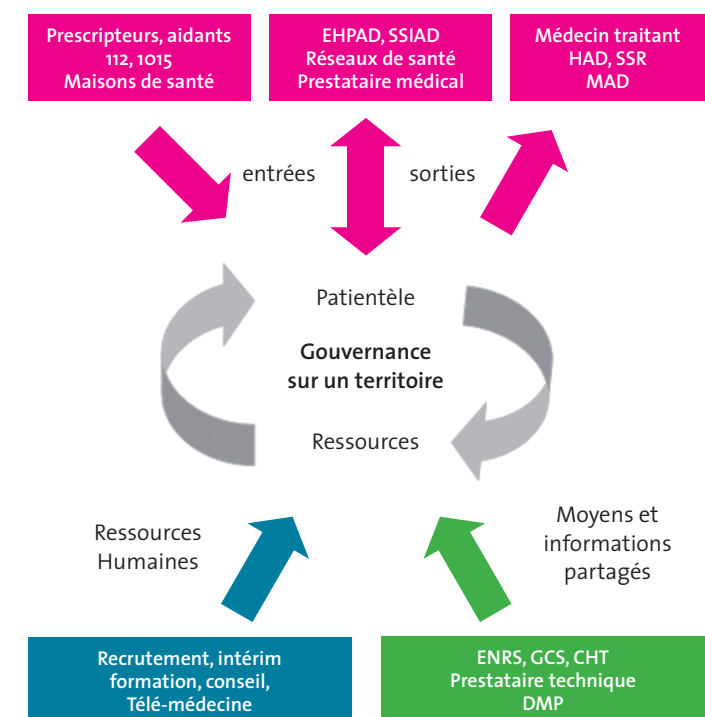 Prescripteurs, aidants
112, 1015
Maisons de santé
EHPAD, SSIAD
Réseaux de santé
Prestataire médical
Médecin traitant
HAD, SSR
MAD
entrées
sorties
Patientèle
Gouvernance
sur un territoire
Ressources
Ressources
Humaines
Moyens et
informations
partagés
Recrutement, intérim
formation, conseil,
Télé-médecine
ENRS, GCS, CHT
Prestataire technique
DMP